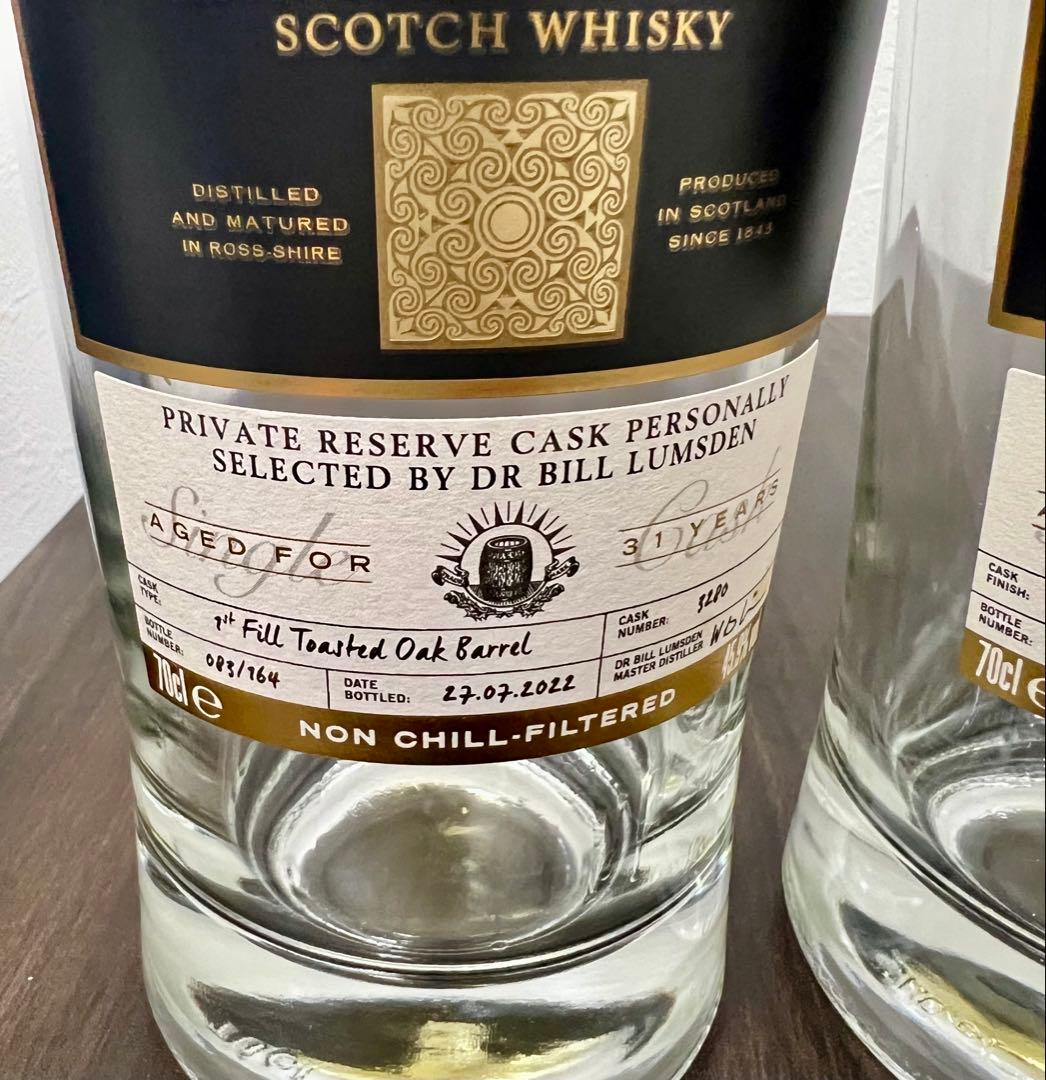 SCOTCH WHISKY
DISTILLED
AND MATURED
IN ROSS-SHIRE
PRODUCED
IN SCOTLAND
SINCE 1843
PRIVATE RESERVE CASK PERSONALLY
SELECTED BY DR BILL LUMSDEN
Single Cask
AGED FOR 31 YEARS
CASK TYPE: 1st Fill Toasted Oak Barrel
CASK NUMBER: 3280
BOTTLE NUMBER: 083/164
DATE BOTTLED: 27.07.2022
DR BILL LUMSDEN
MASTER DISTILLER
70cl e
NON CHILL-FILTERED
CASK
FINISH:
BOTTLE
NUMBER:
70cl e